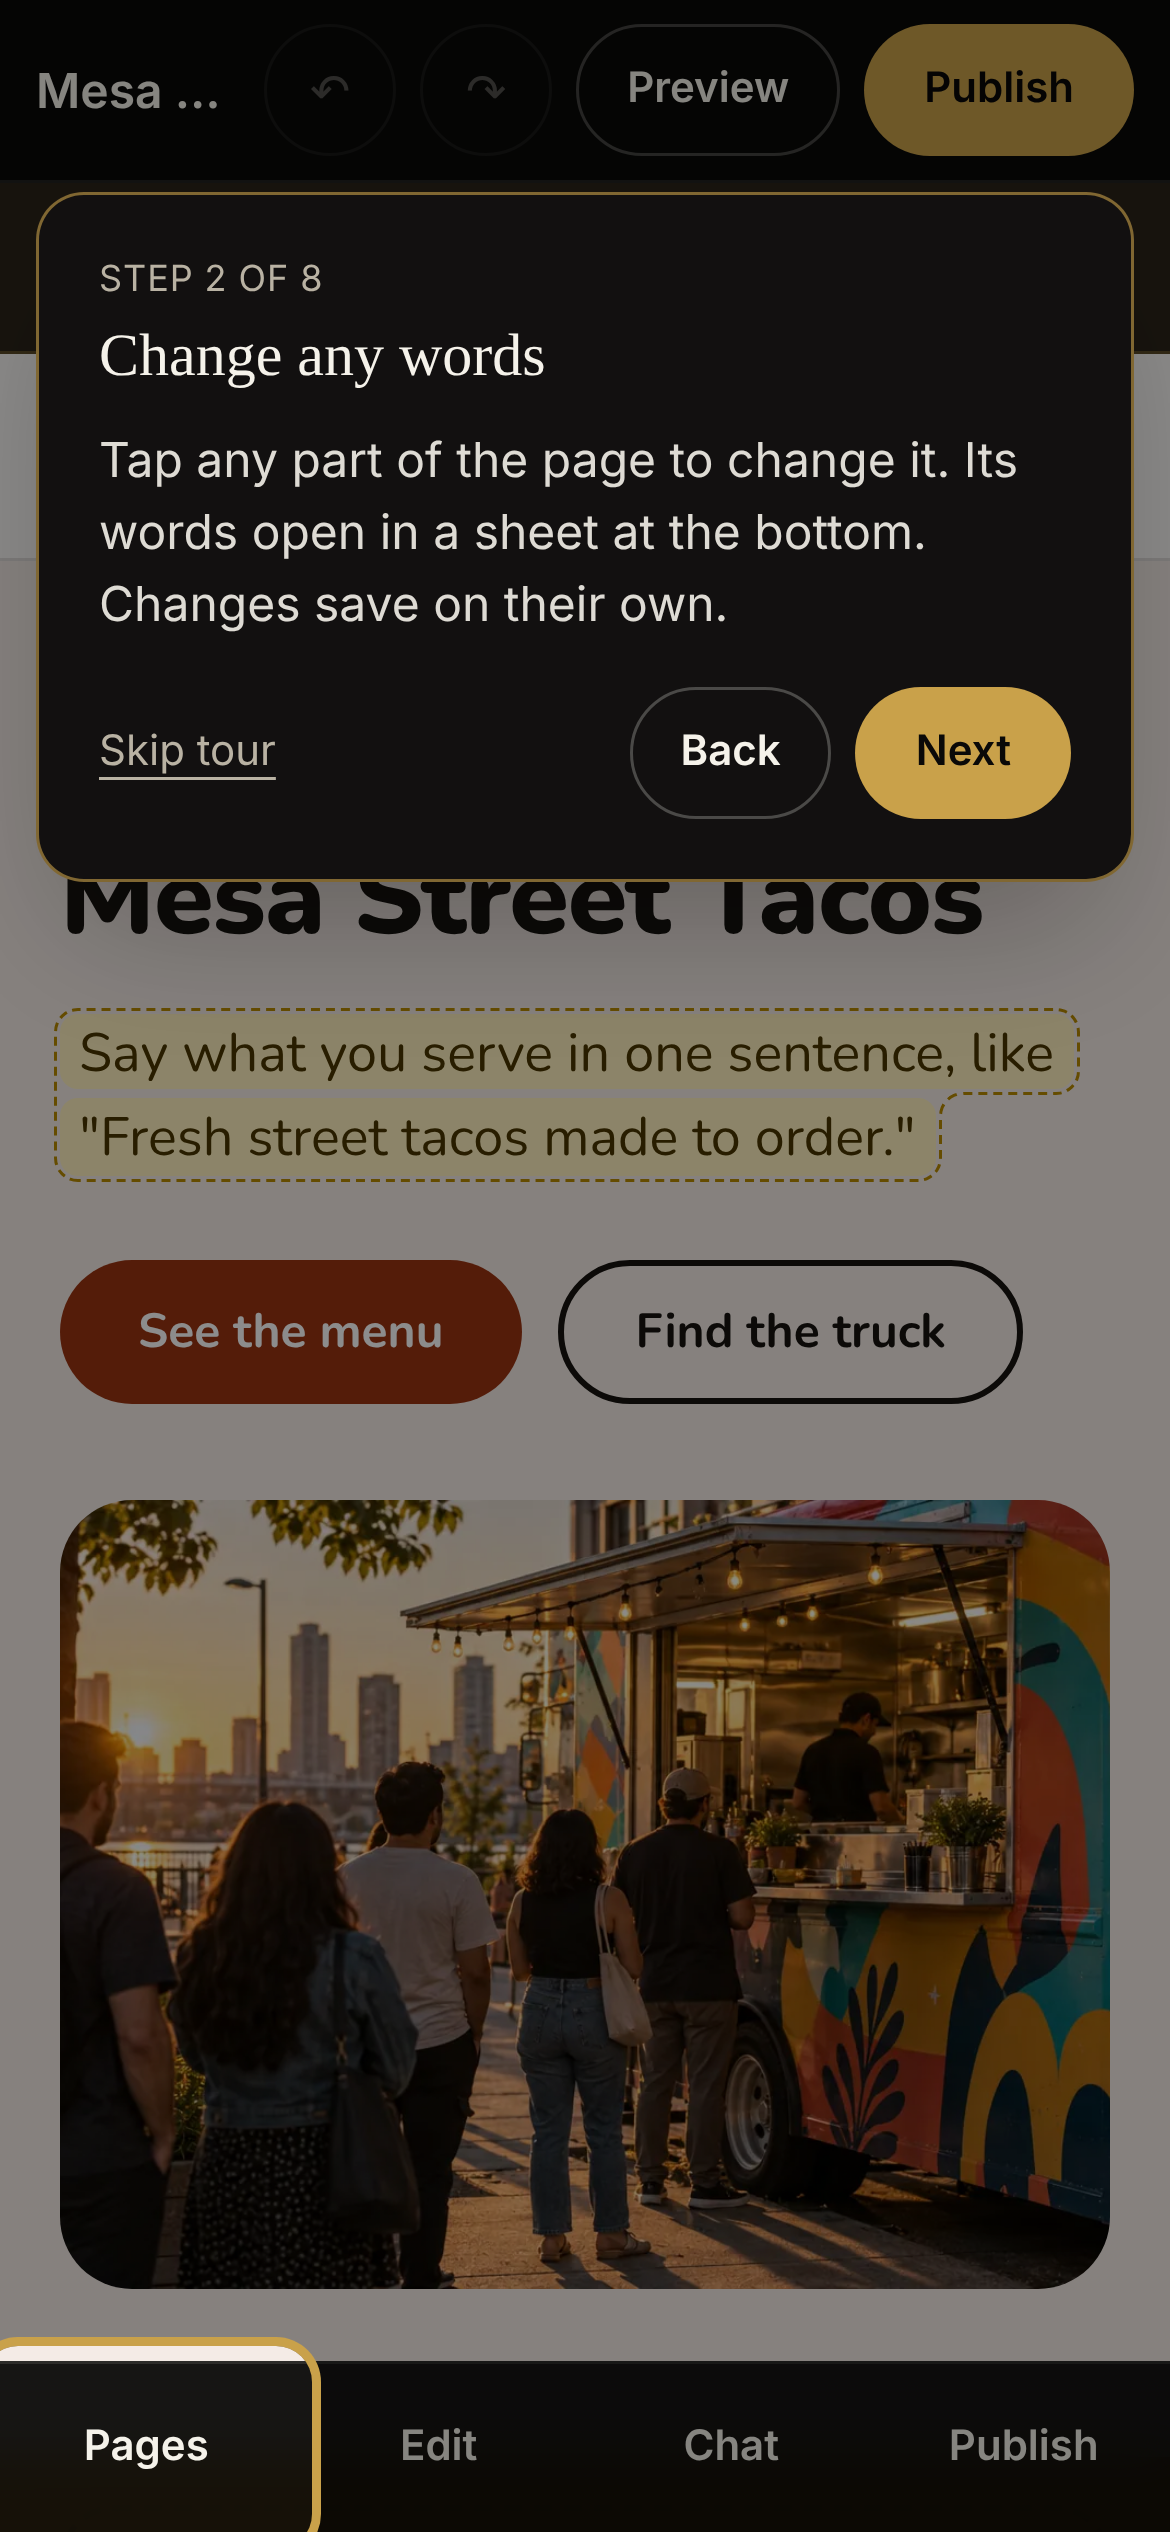 Mesa ...
Preview
Publish
STEP 2 OF 8
Change any words
Tap any part of the page to change it. Its
words open in a sheet at the bottom.
Changes save on their own.
Skip tour
Back
Next
Mesa Street Tacos
Say what you serve in one sentence, like
"Fresh street tacos made to order."
See the menu
Find the truck
Pages
Edit
Chat
Publish